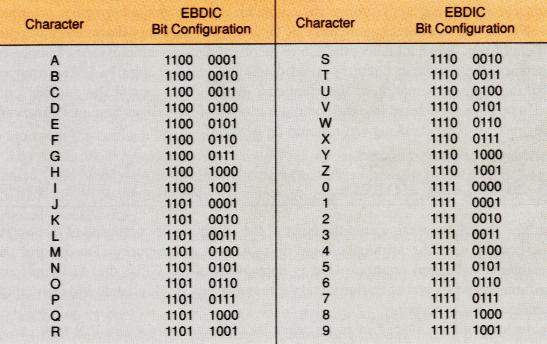 Character EBDIC Bit Configuration Character EBDIC Bit Configuration
A 1100 0001 S 1110 0010
B 1100 0010 T 1110 0011
C 1100 0011 U 1110 0100
D 1100 0100 V 1110 0101
E 1100 0101 W 1110 0110
F 1100 0110 X 1110 0111
G 1100 0111 Y 1110 1000
H 1100 1000 Z 1110 1001
I 1100 1001 0 1111 0000
J 1101 0001 1 1111 0001
K 1101 0010 2 1111 0010
L 1101 0011 3 1111 0011
M 1101 0100 4 1111 0100
N 1101 0101 5 1111 0101
O 1101 0110 6 1111 0110
P 1101 0111 7 1111 0111
Q 1101 1000 8 1111 1000
R 1101 1001 9 1111 1001